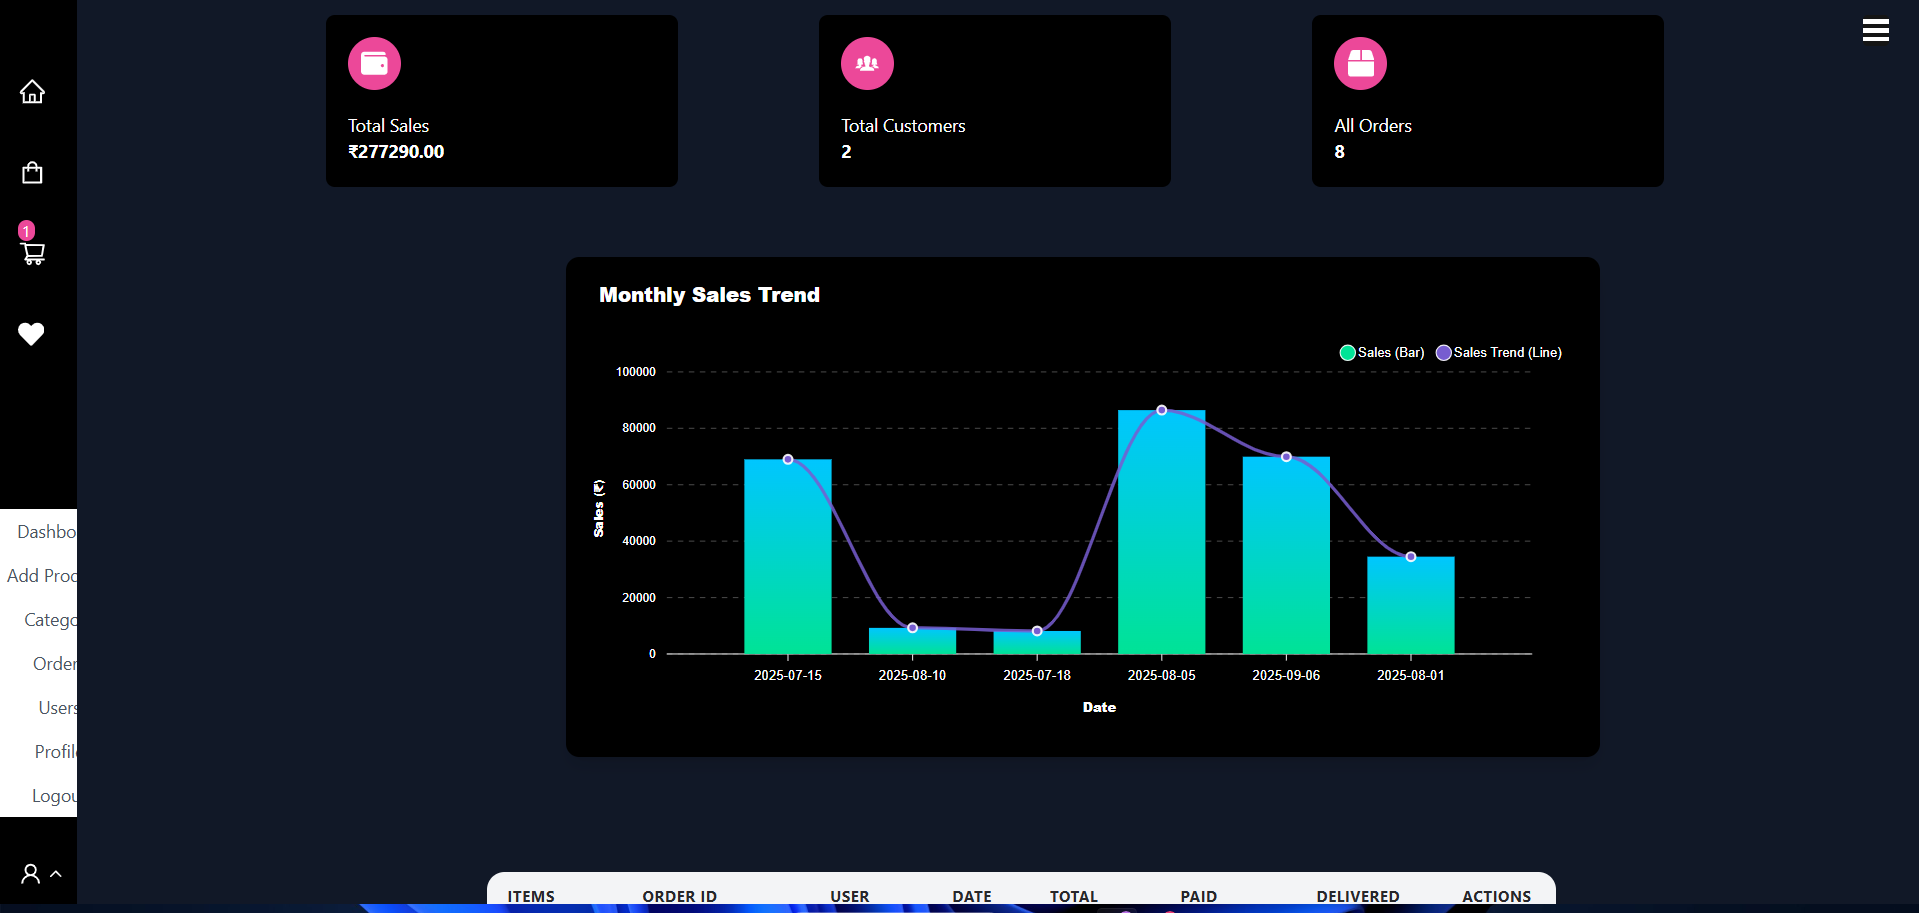 Total Sales
₹277290.00
Total Customers
2
All Orders
8
1
Monthly Sales Trend
Sales (Bar) Sales Trend (Line)
100000
80000
60000
40000
20000
0
Sales (₹)
2025-07-15 2025-08-10 2025-07-18 2025-08-05 2025-09-06 2025-08-01
Date
Dashbo
Add Proc
Catego
Order
Users
Profile
Logou
ITEMS ORDER ID USER DATE TOTAL PAID DELIVERED ACTIONS